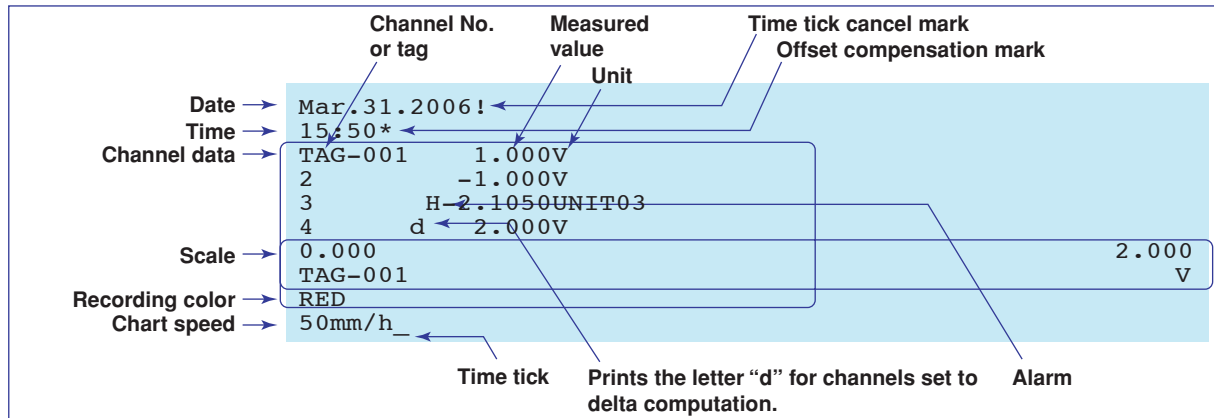 Channel No.
or tag
Measured
value
Unit
Time tick cancel mark
Offset compensation mark
Date
Mar.31.2006!
Time
15:50*
Channel data
TAG-001 1.000V
2 -1.000V
3 H-2.1050UNIT03
4 d 2.000V
Scale
0.000 2.000
TAG-001 V
Recording color
RED
Chart speed
50mm/h_
Time tick
Prints the letter “d” for channels set to
delta computation.
Alarm